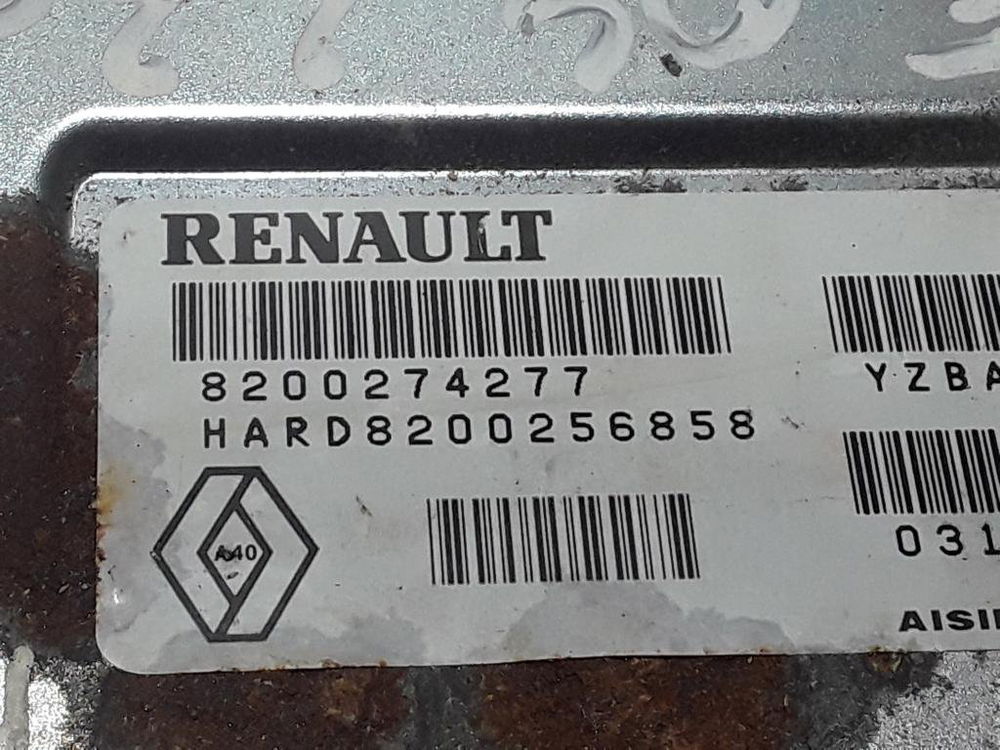 RENAULT
8200274277
YZBA
HARD8200256858
A40
031
AISI